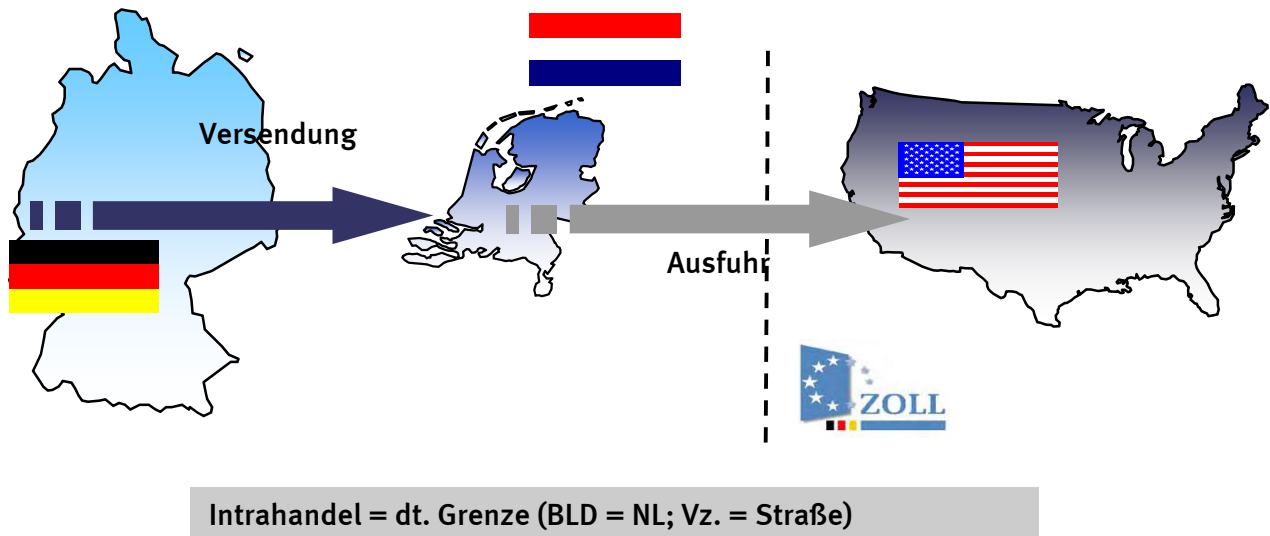 Versendung
Ausfuhr
ZOLL
Intrahandel = dt. Grenze (BLD = NL; Vz. = Straße)